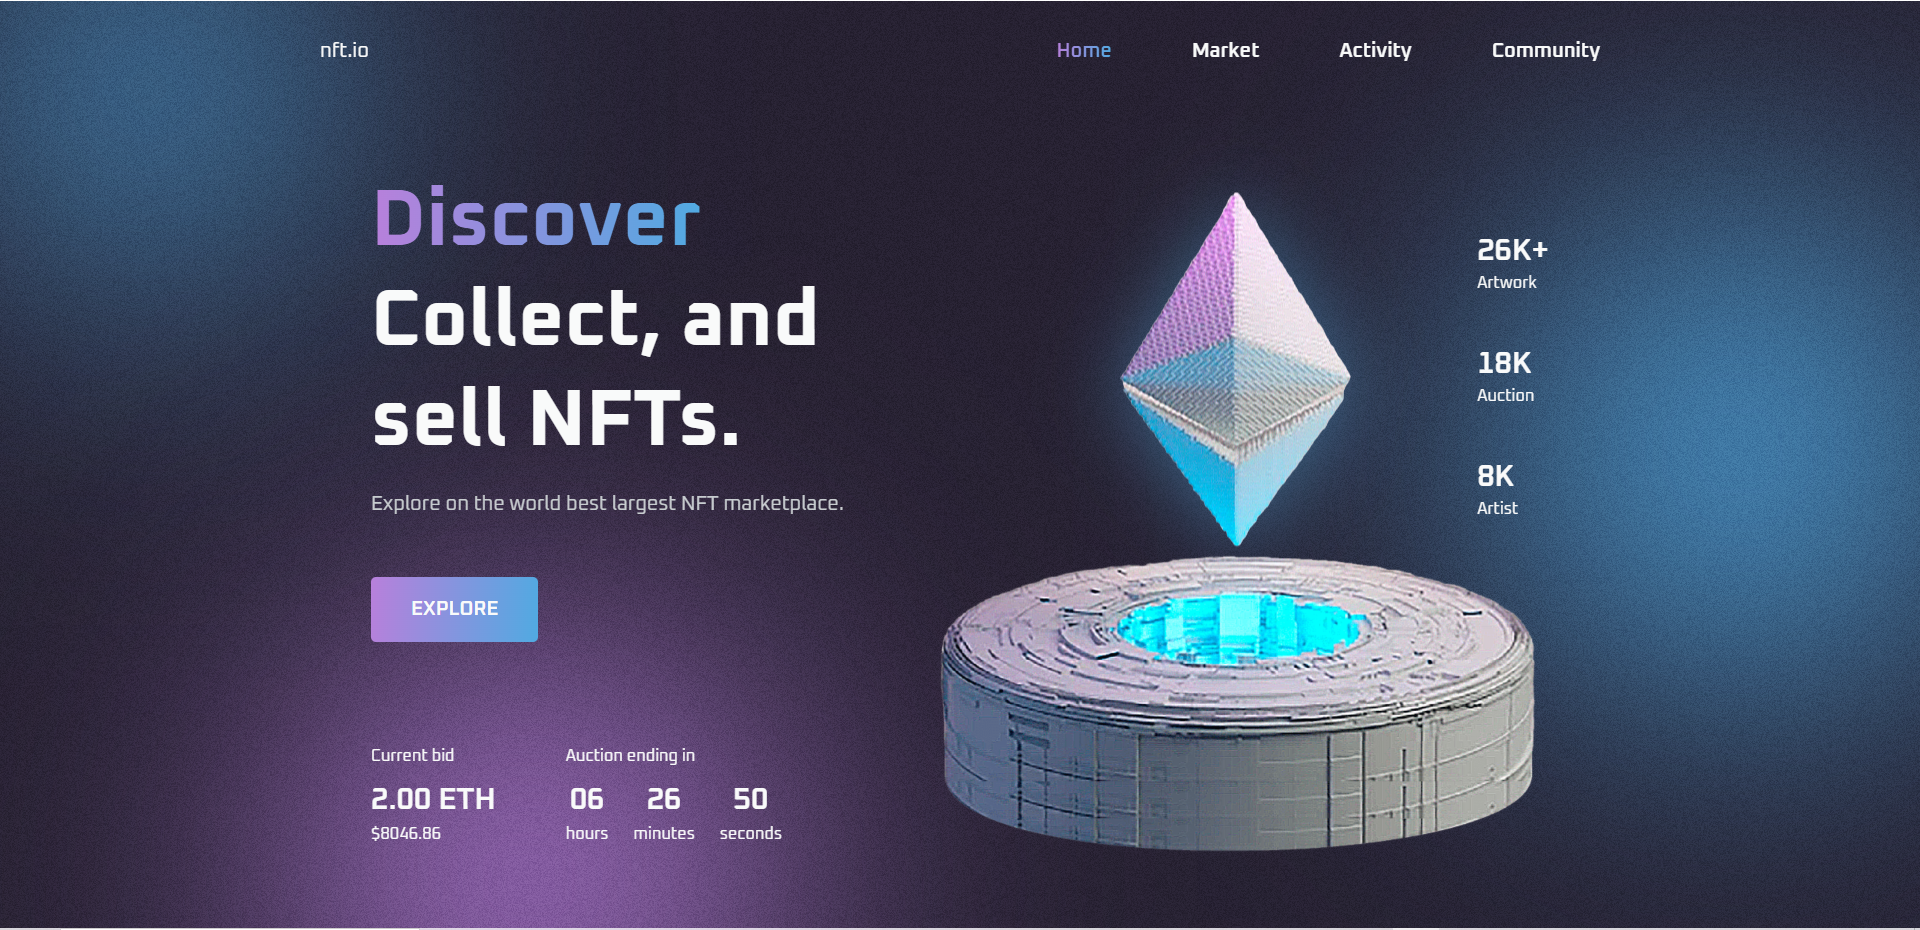 nft.io
Home Market Activity Community
Discover
Collect, and
sell NFTs.
Explore on the world best largest NFT marketplace.
EXPLORE
Current bid
2.00 ETH
$8046.86
Auction ending in
06 26 50
hours minutes seconds
26K+
Artwork
18K
Auction
8K
Artist